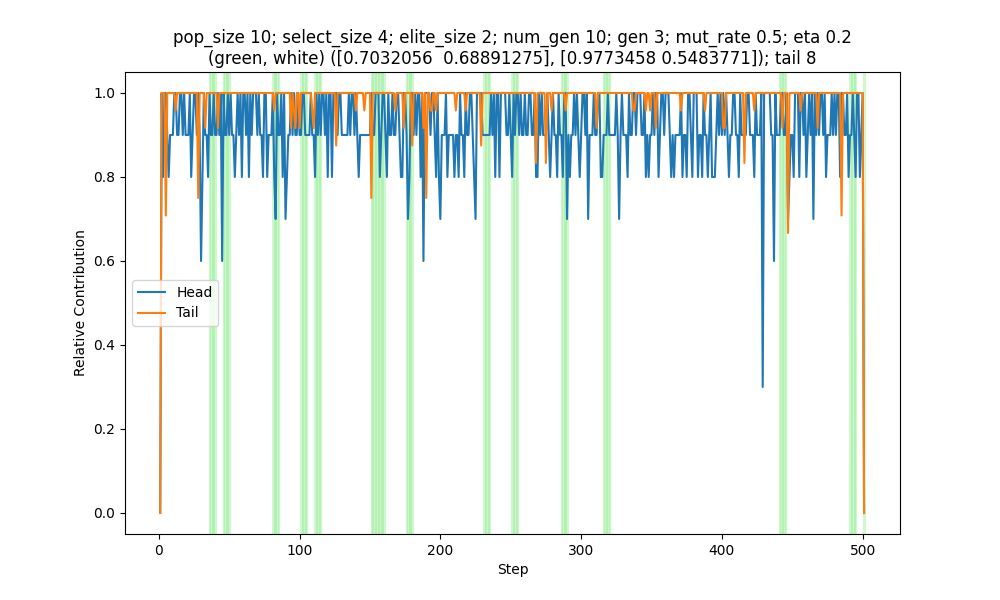 pop_size 10; select_size 4; elite_size 2; num_gen 10; gen 3; mut_rate 0.5; eta 0.2
(green, white) ([0.7032056  0.68891275], [0.9773458 0.5483771]); tail 8
1.0
0.8
0.6
0.4
0.2
0.0
Relative Contribution
Head
Tail
0
100
200
300
400
500
Step